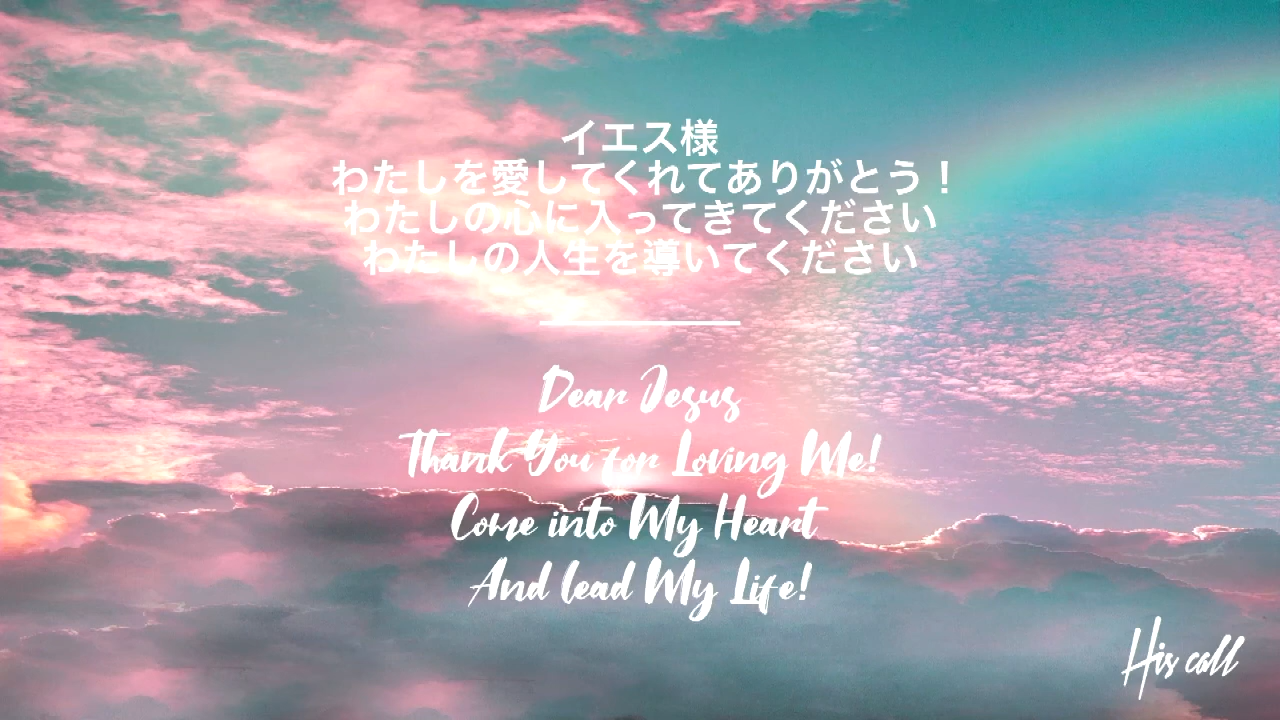 イエス様
わたしを愛してくれてありがとう！
わたしの心に入ってきてください
わたしの人生を導いてください
Dear Jesus
Thank You for Loving Me!
Come into My Heart
And lead My Life!
His call